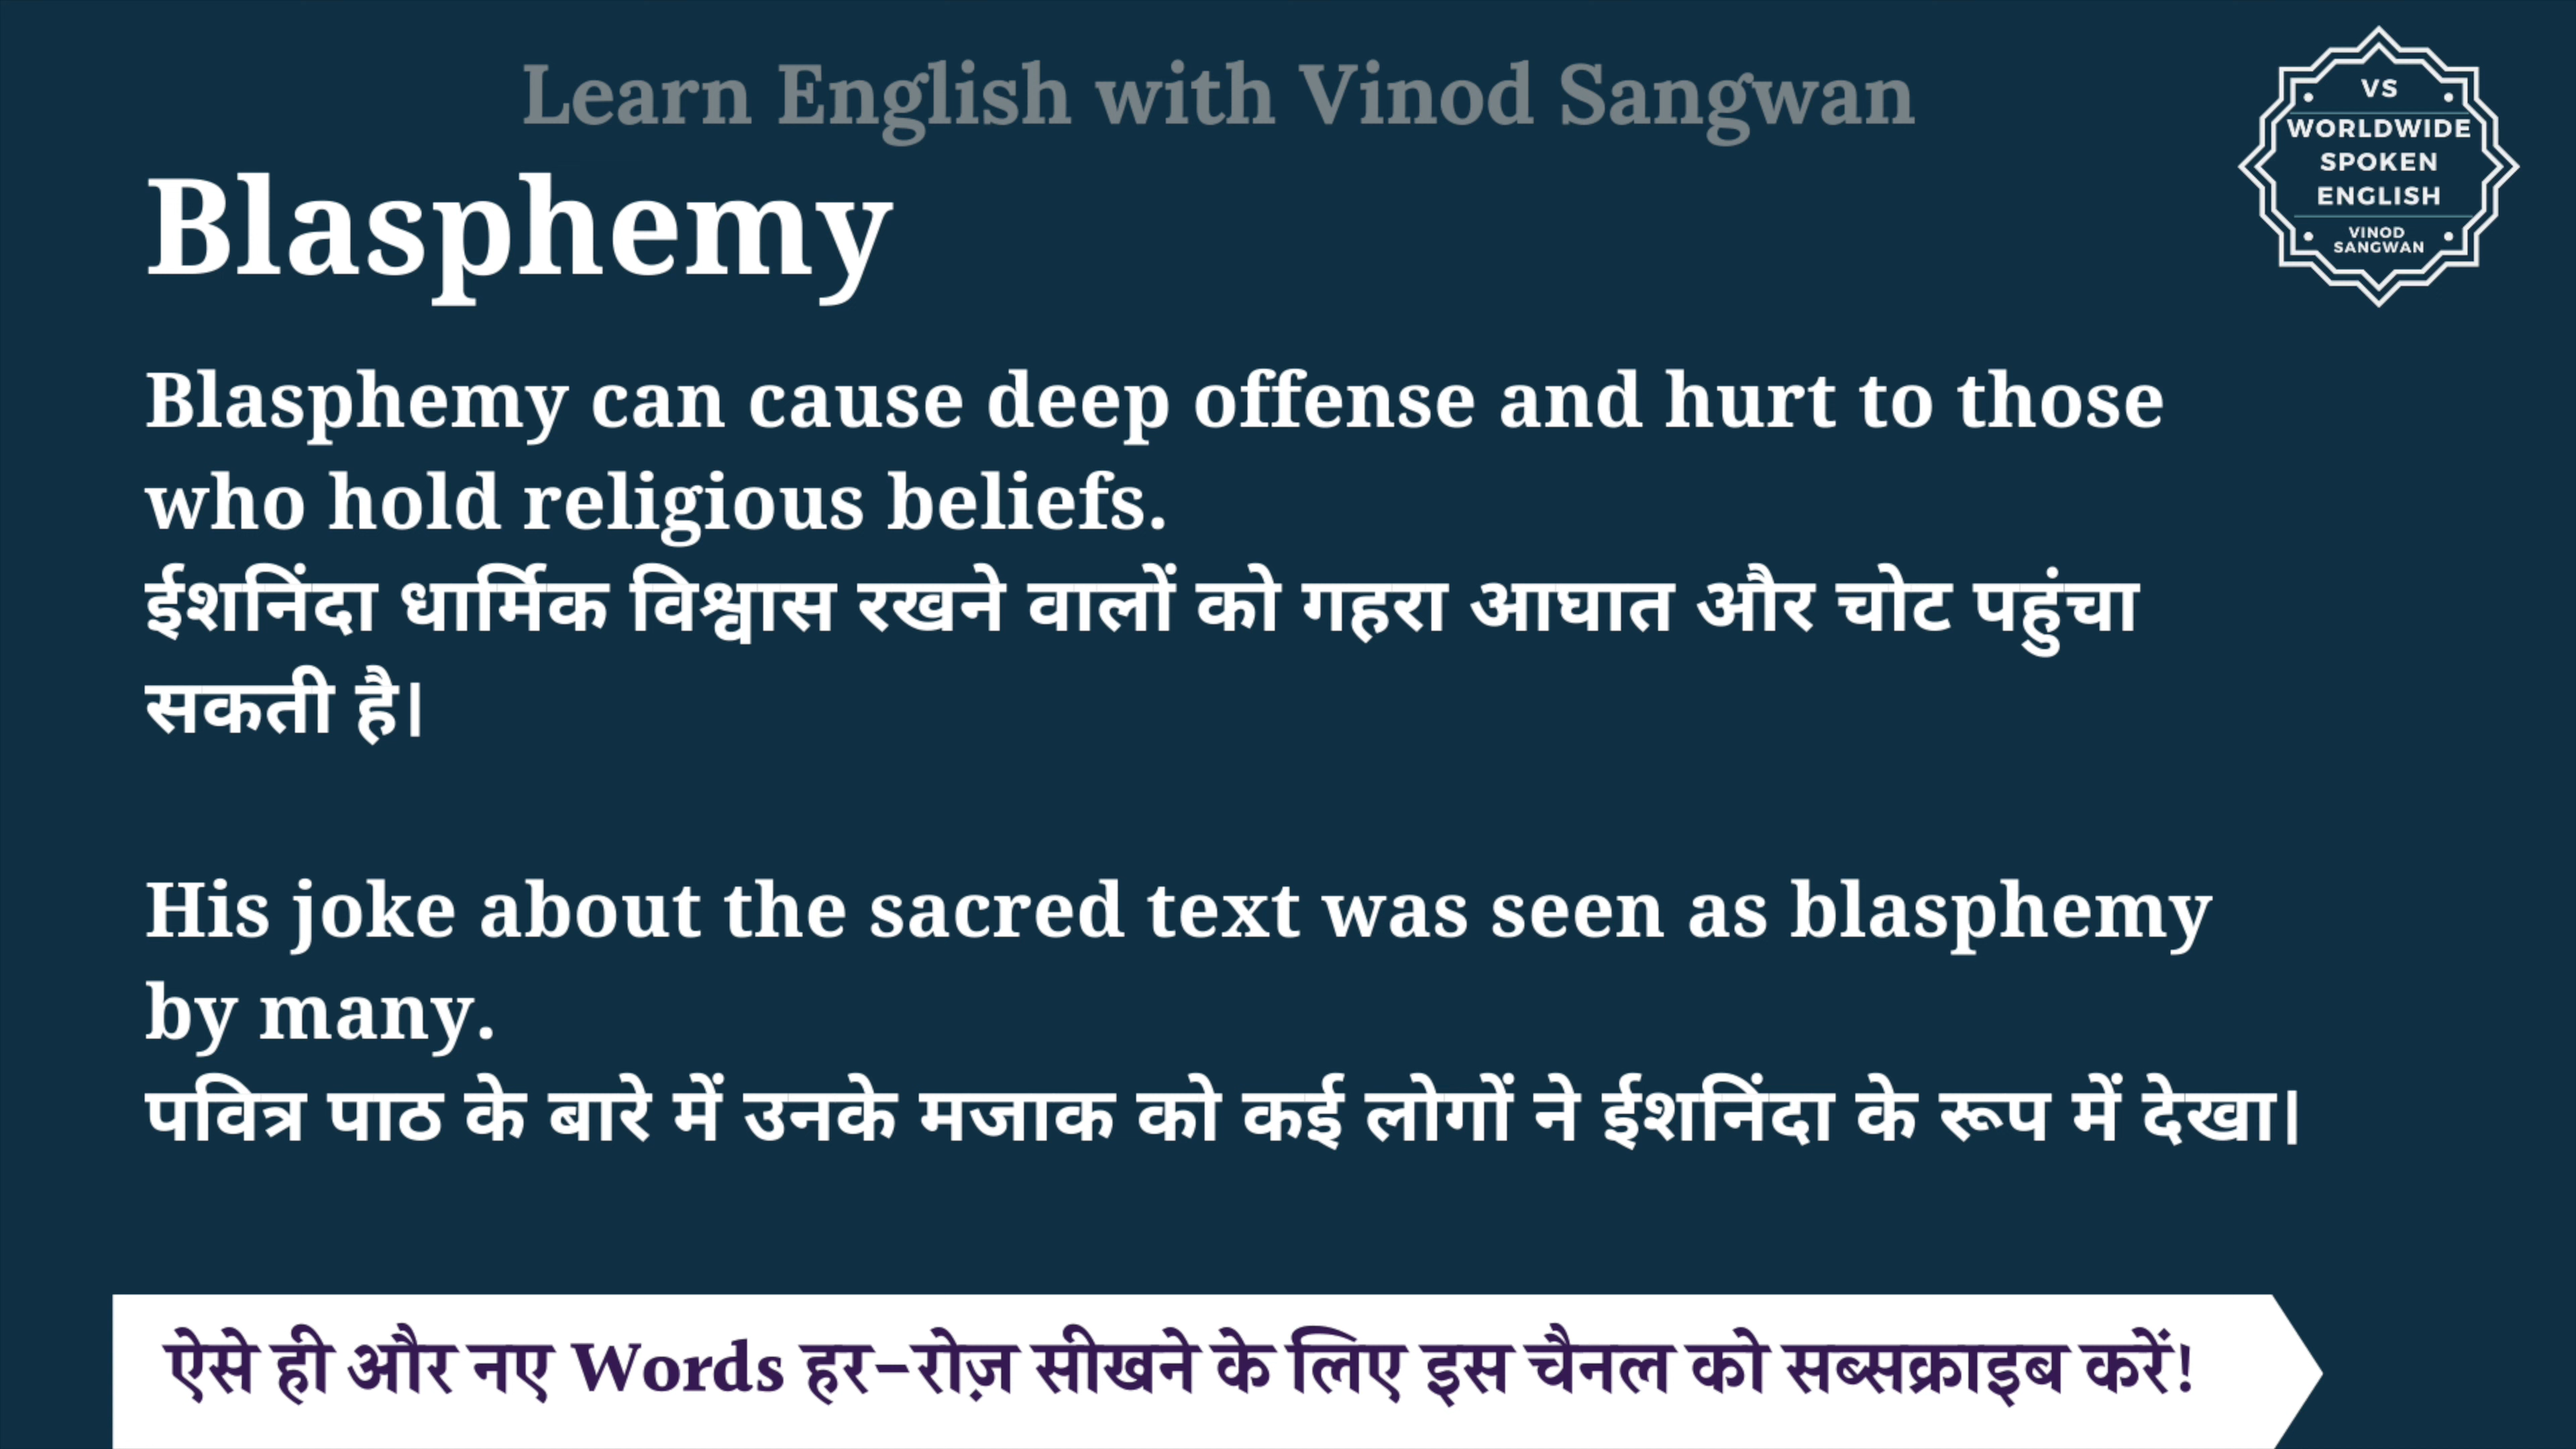 Learn English with Vinod Sangwan
VS
WORLDWIDE
SPOKEN
ENGLISH
VINOD
SANGWAN
Blasphemy
Blasphemy can cause deep offense and hurt to those
who hold religious beliefs.
ईशनिंदा धार्मिक विश्वास रखने वालों को गहरा आघात और चोट पहुंचा
सकती है।
His joke about the sacred text was seen as blasphemy
by many.
पवित्र पाठ के बारे में उनके मजाक को कई लोगों ने ईशनिंदा के रूप में देखा।
ऐसे ही और नए Words हर-रोज़ सीखने के लिए इस चैनल को सब्सक्राइब करें!